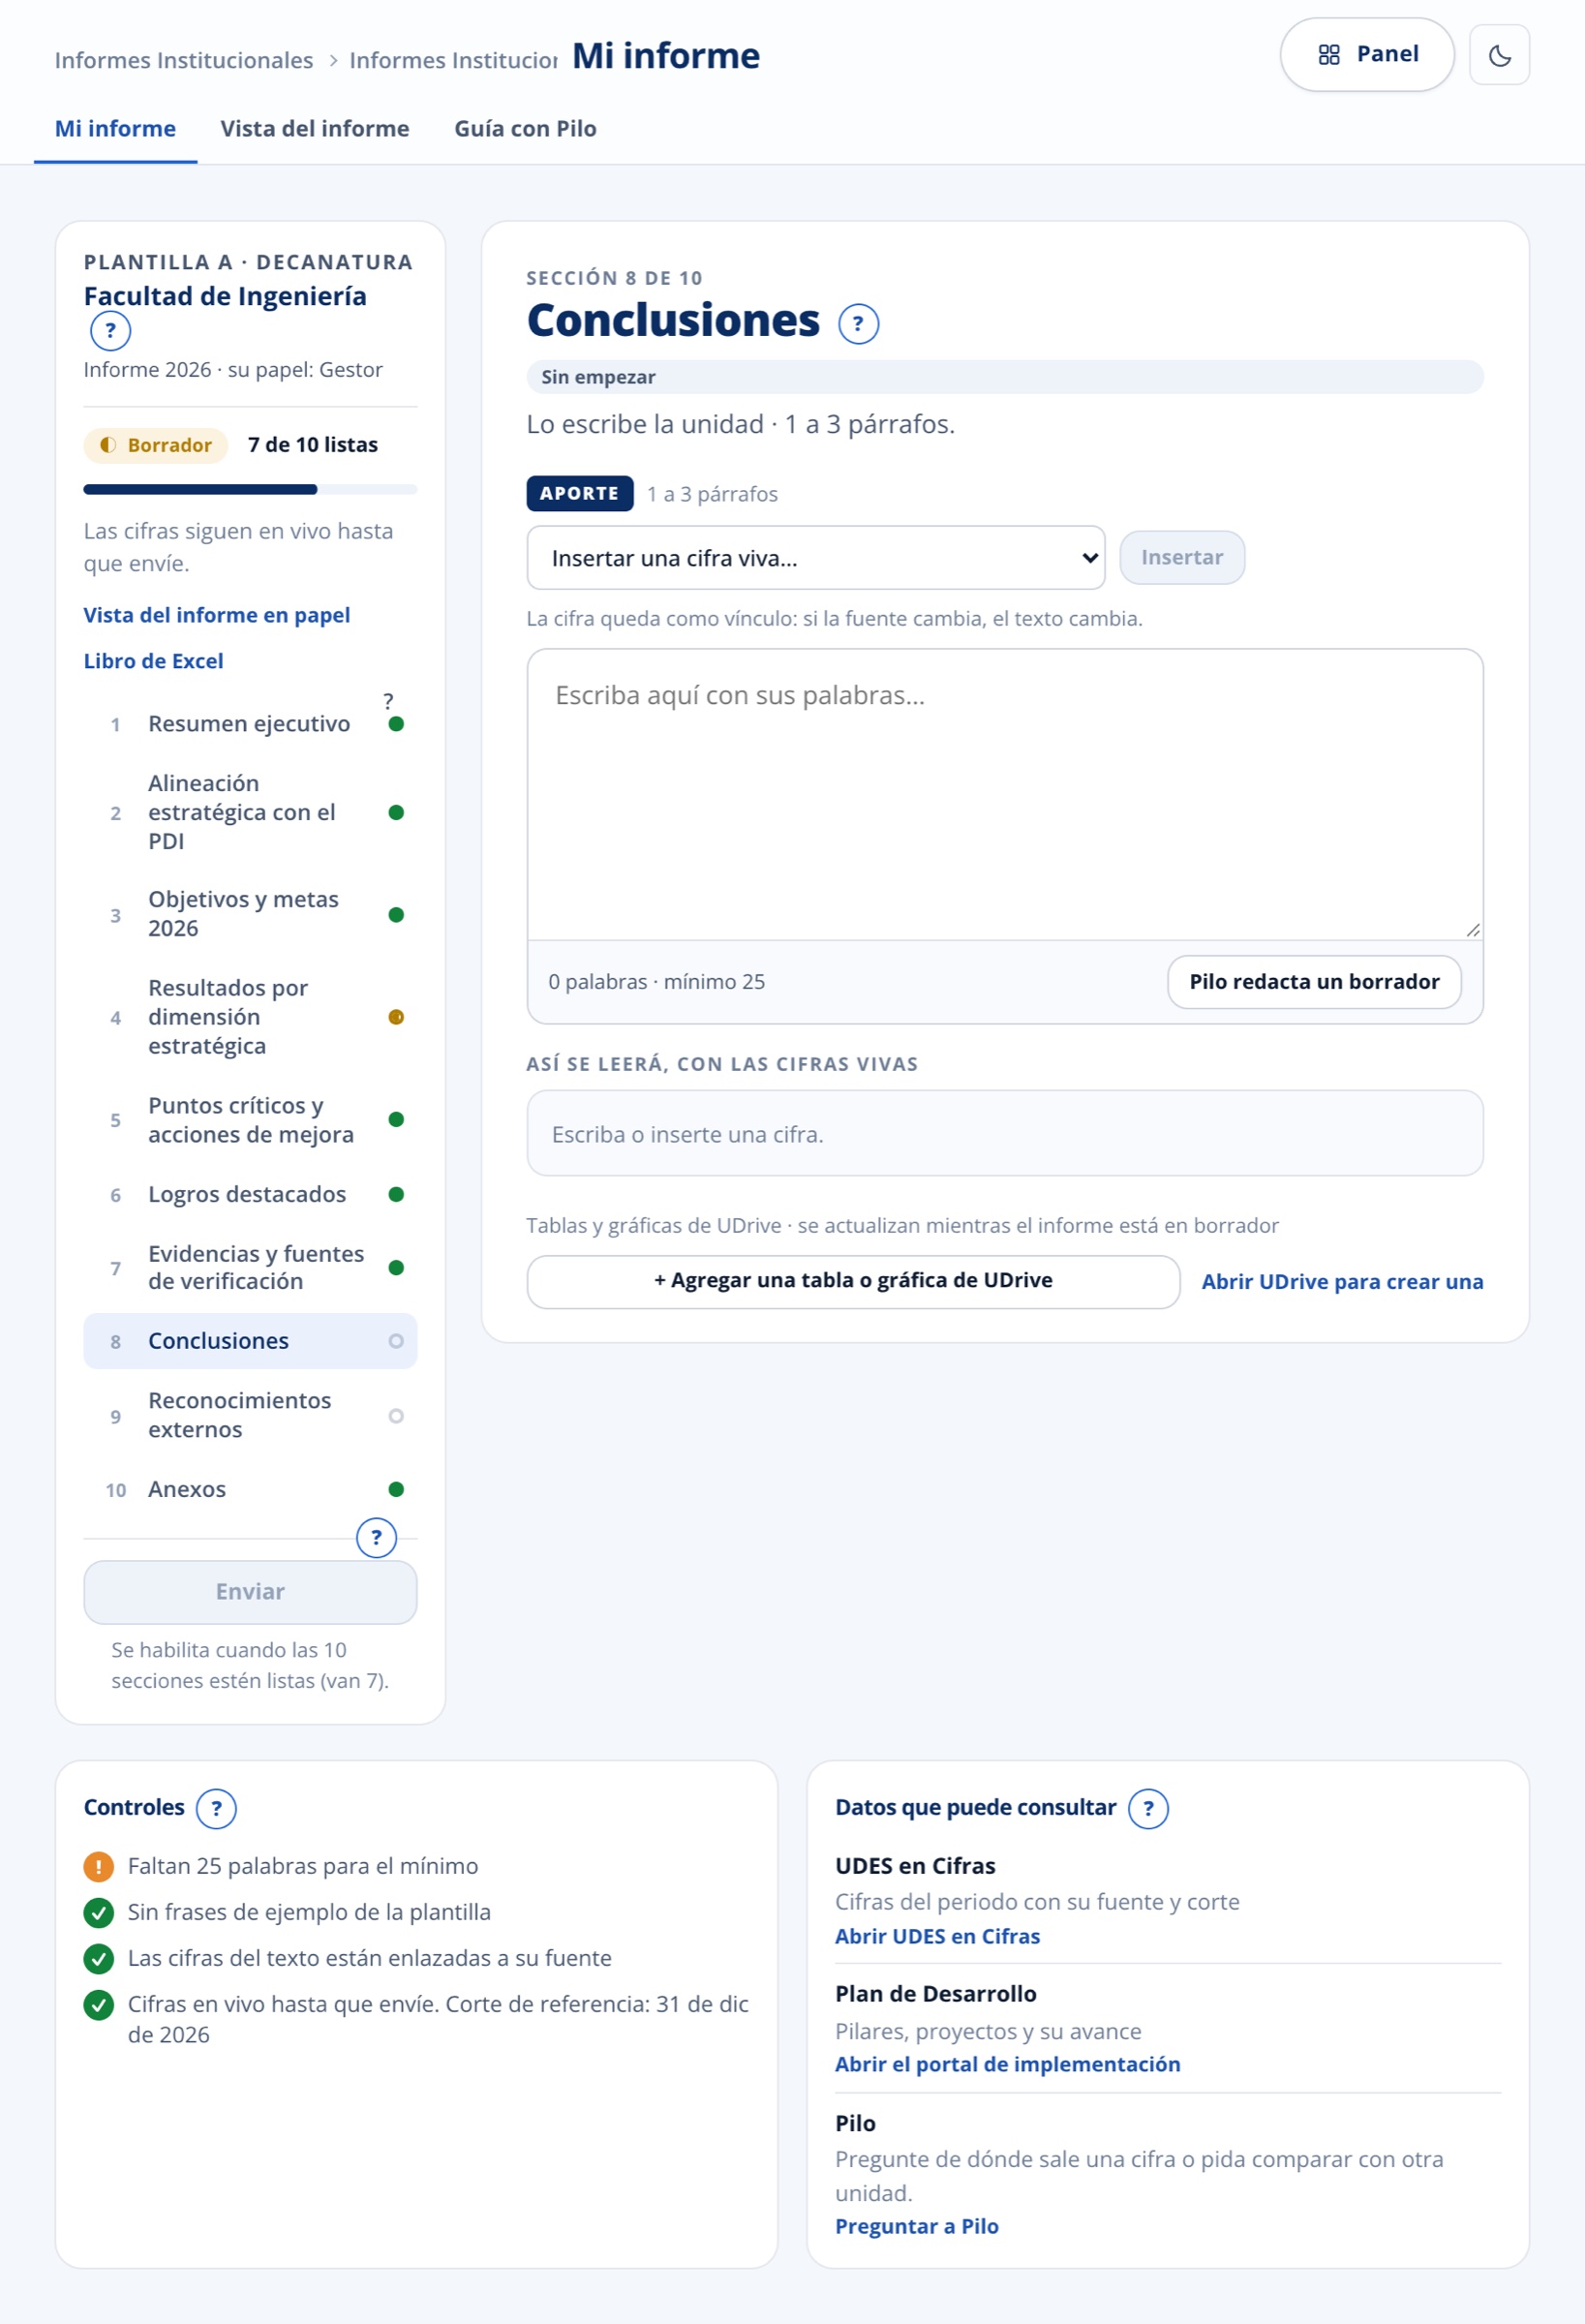 Informes Institucionales > Informes Institucior Mi informe
Panel
Mi informe Vista del informe Guía con Pilo
PLANTILLA A · DECANATURA
Facultad de Ingeniería
?
Informe 2026 · su papel: Gestor
Borrador 7 de 10 listas
Las cifras siguen en vivo hasta
que envíe.
Vista del informe en papel
Libro de Excel
?
1 Resumen ejecutivo
2 Alineación
estratégica con el
PDI
3 Objetivos y metas
2026
4 Resultados por
dimensión
estratégica
5 Puntos críticos y
acciones de mejora
6 Logros destacados
7 Evidencias y fuentes
de verificación
8 Conclusiones
9 Reconocimientos
externos
10 Anexos
?
Enviar
Se habilita cuando las 10
secciones estén listas (van 7).
SECCIÓN 8 DE 10
Conclusiones ?
Sin empezar
Lo escribe la unidad · 1 a 3 párrafos.
APORTE 1 a 3 párrafos
Insertar una cifra viva... Insertar
La cifra queda como vínculo: si la fuente cambia, el texto cambia.
Escriba aquí con sus palabras...
0 palabras · mínimo 25 Pilo redacta un borrador
ASÍ SE LEERÁ, CON LAS CIFRAS VIVAS
Escriba o inserte una cifra.
Tablas y gráficas de UDrive · se actualizan mientras el informe está en borrador
+ Agregar una tabla o gráfica de UDrive Abrir UDrive para crear una
Controles ?
! Faltan 25 palabras para el mínimo
Sin frases de ejemplo de la plantilla
Las cifras del texto están enlazadas a su fuente
Cifras en vivo hasta que envíe. Corte de referencia: 31 de dic
de 2026
Datos que puede consultar ?
UDES en Cifras
Cifras del periodo con su fuente y corte
Abrir UDES en Cifras
Plan de Desarrollo
Pilares, proyectos y su avance
Abrir el portal de implementación
Pilo
Pregunte de dónde sale una cifra o pida comparar con otra
unidad.
Preguntar a Pilo